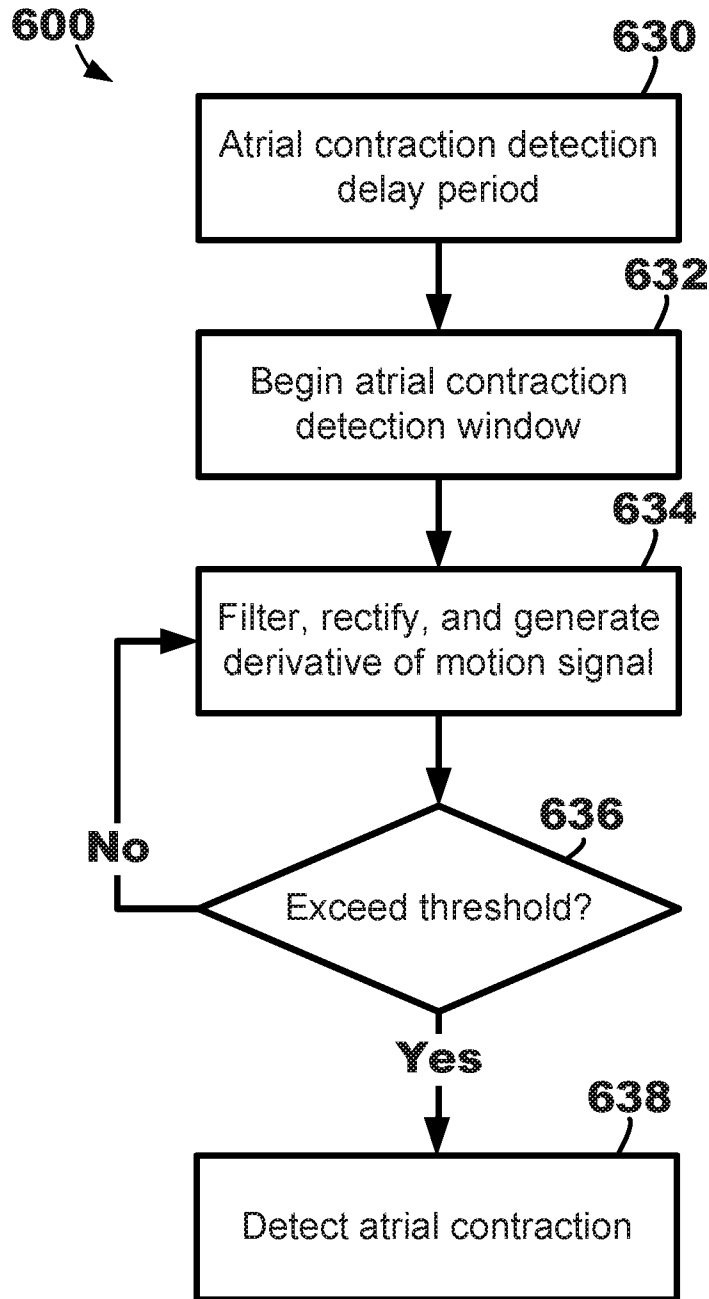 600
630
Atrial contraction detection
delay period
632
Begin atrial contraction
detection window
634
Filter, rectify, and generate
derivative of motion signal
636
Exceed threshold?
No
Yes
638
Detect atrial contraction